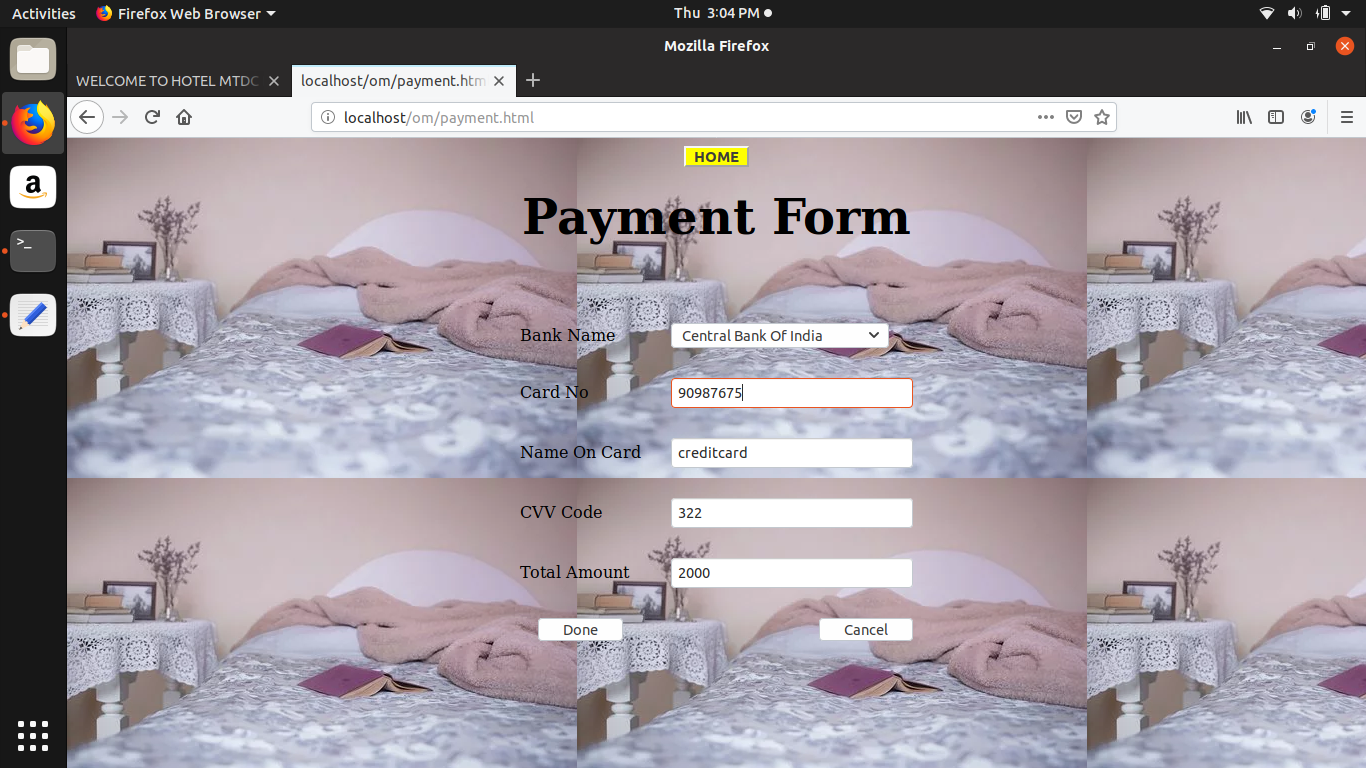 Activities Firefox Web Browser Thu 3:04 PM
Mozilla Firefox
WELCOME TO HOTEL MTDC localhost/om/payment.htm
localhost/om/payment.html
HOME
Payment Form
Bank Name Central Bank Of India
Card No 90987675
Name On Card creditcard
CVV Code 322
Total Amount 2000
Done Cancel